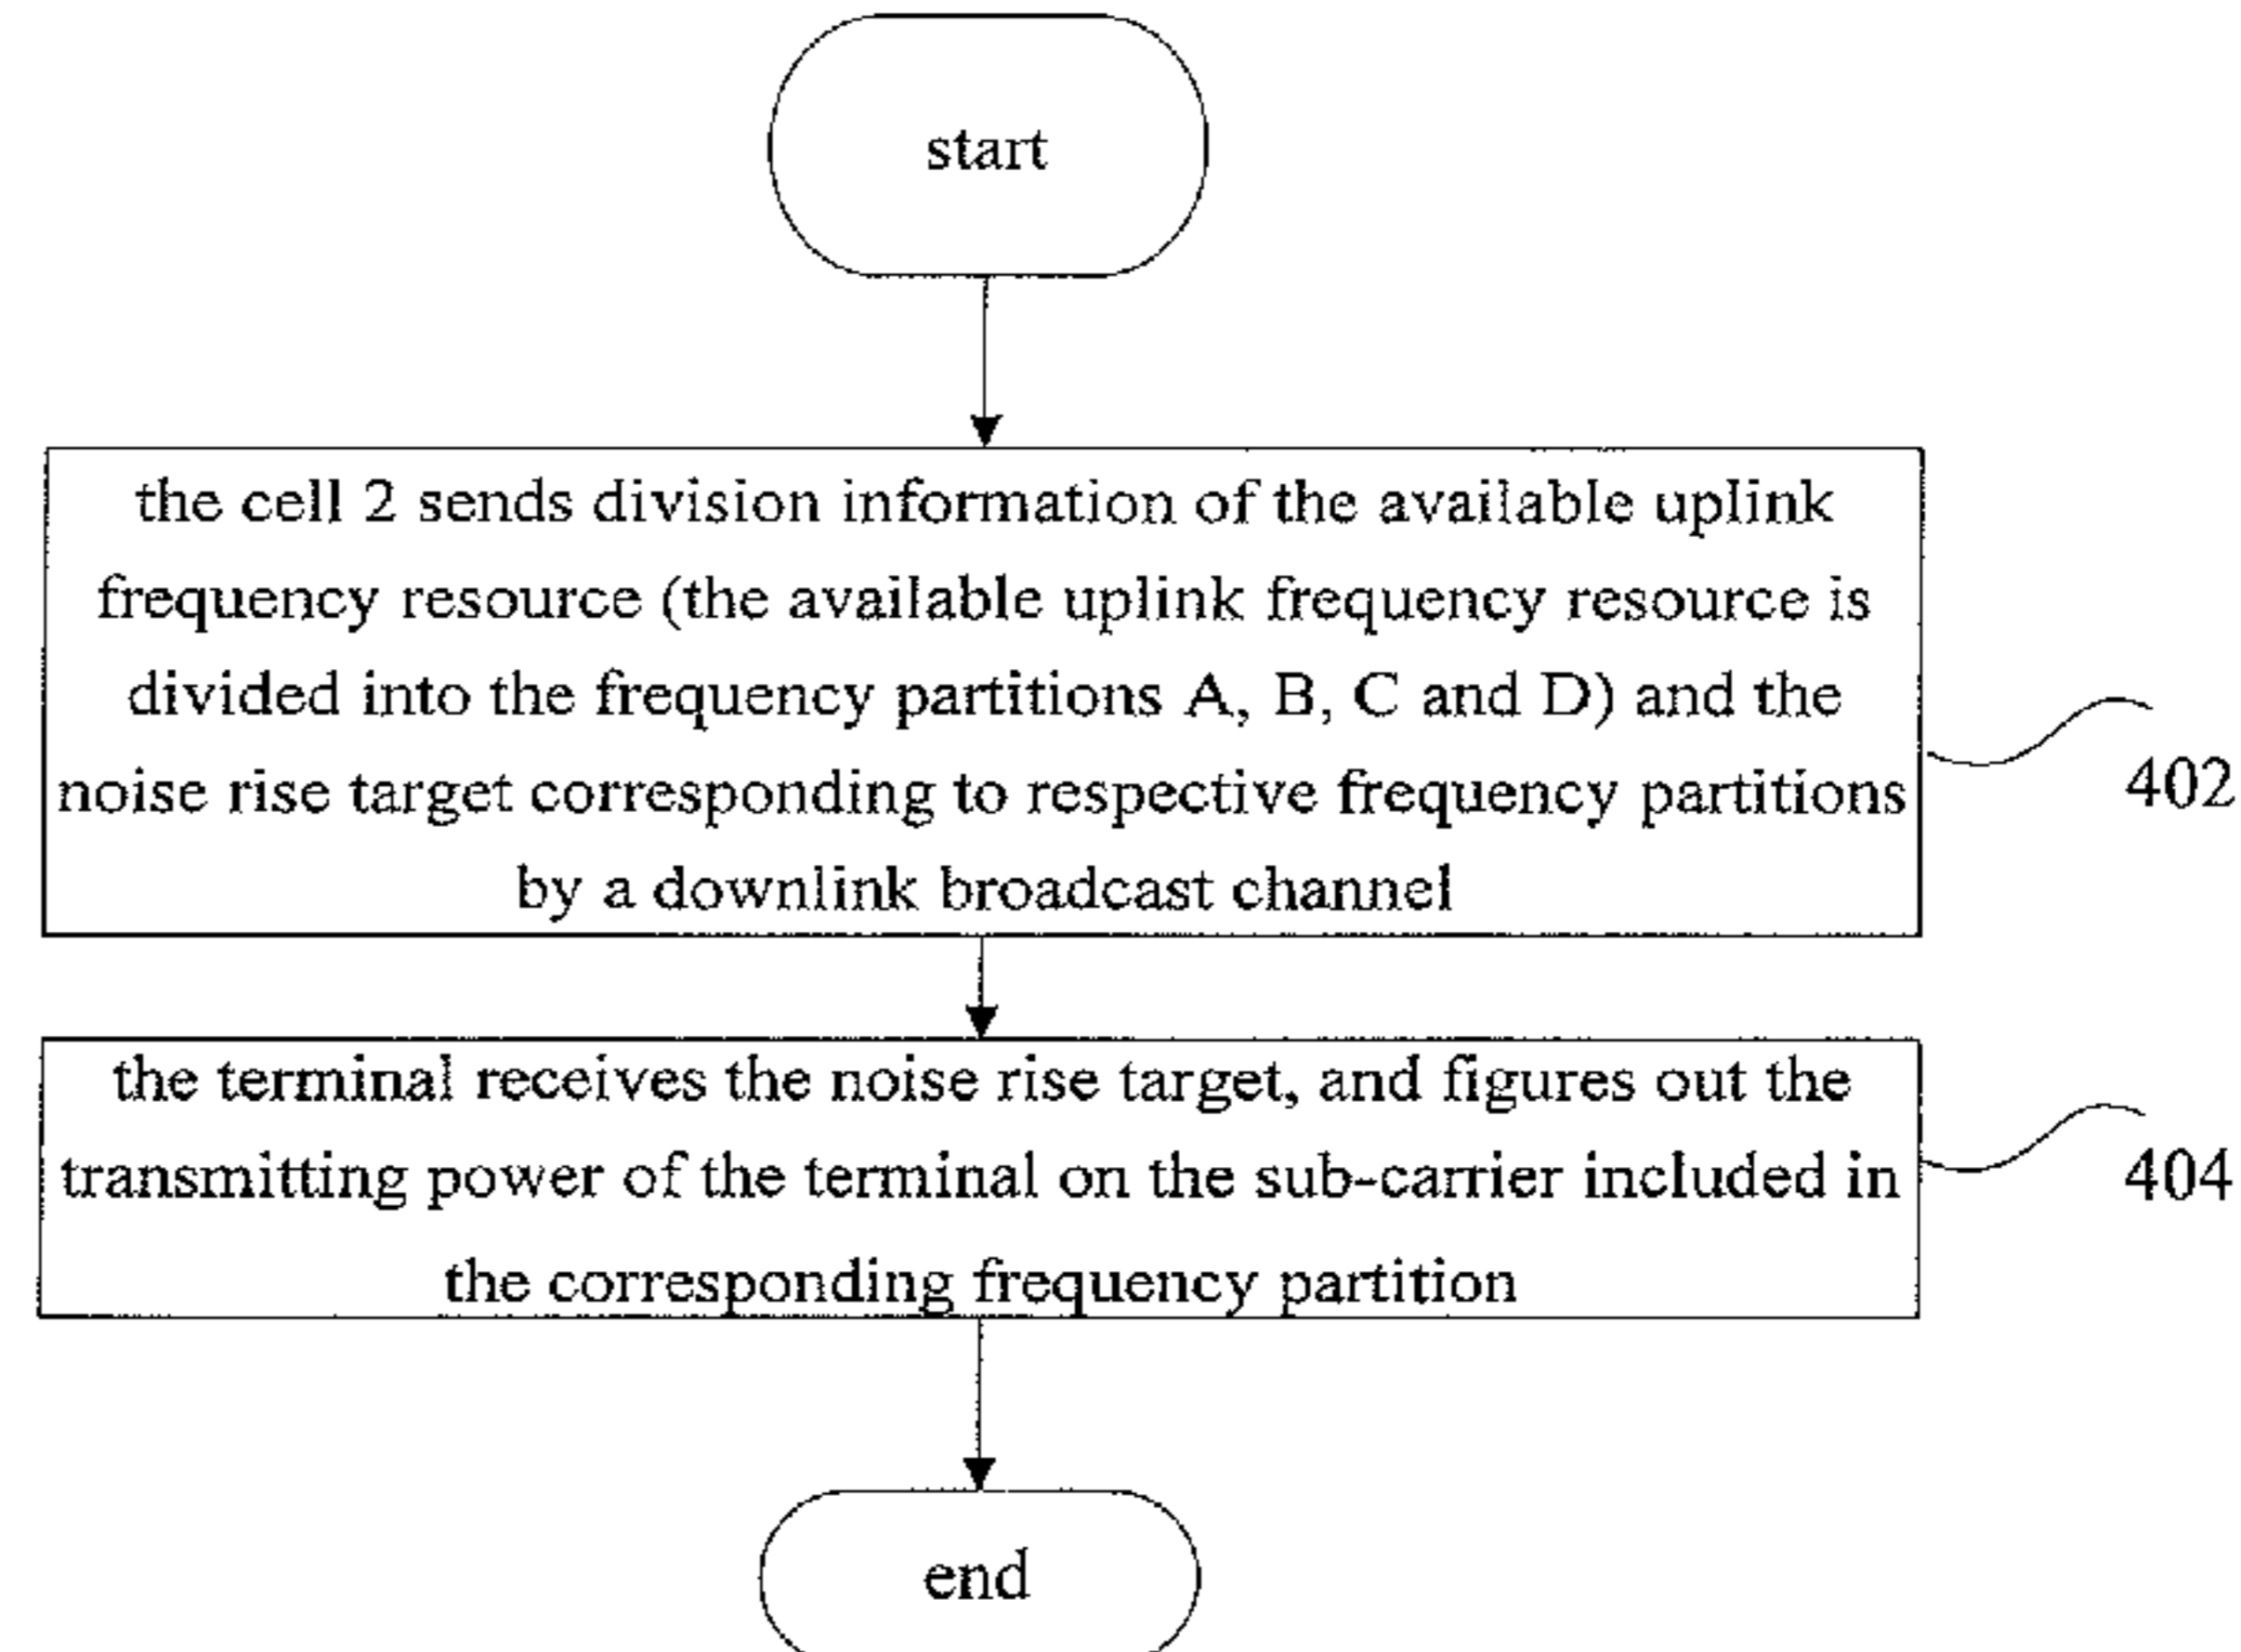 start
the cell 2 sends division information of the available uplink
frequency resource (the available uplink frequency resource is
divided into the frequency partitions A, B, C and D) and the
noise rise target corresponding to respective frequency partitions
by a downlink broadcast channel
402
the terminal receives the noise rise target, and figures out the
transmitting power of the terminal on the sub-carrier included in
the corresponding frequency partition
404
end